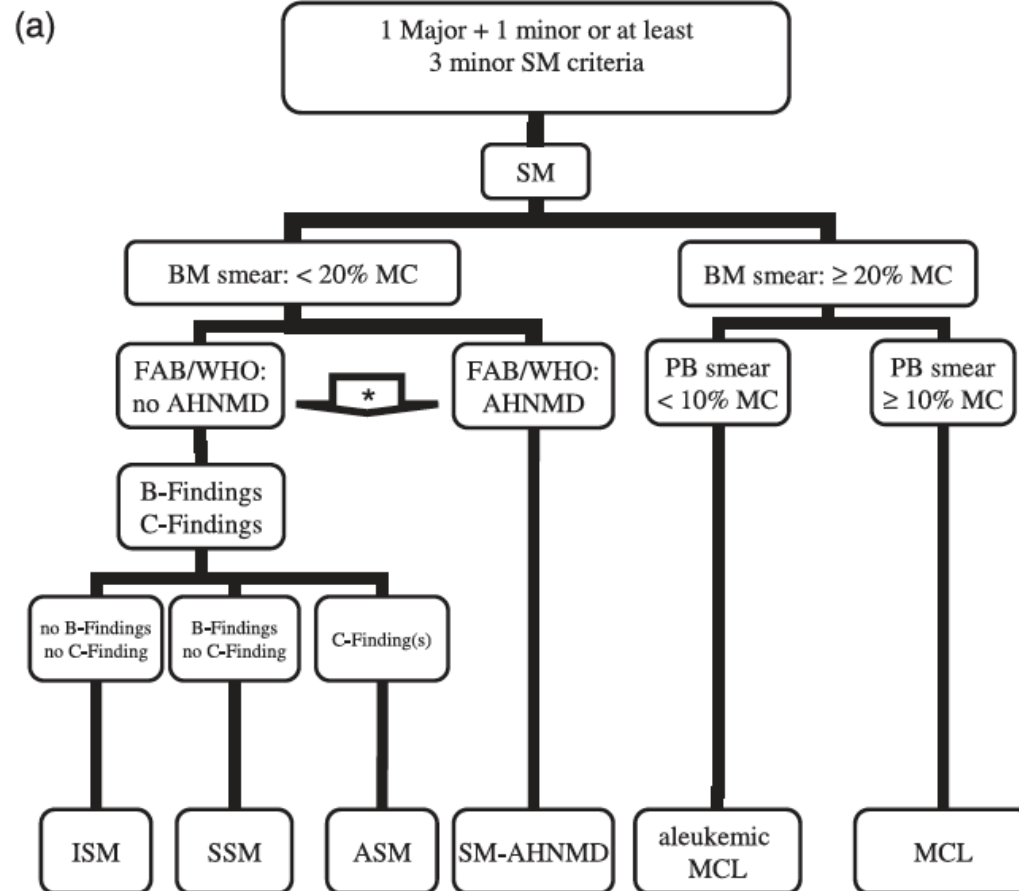 (a)
1 Major + 1 minor or at least
3 minor SM criteria
SM
BM smear: < 20% MC
BM smear: ≥ 20% MC
FAB/WHO:
no AHNMD
*
FAB/WHO:
AHNMD
PB smear
< 10% MC
PB smear
≥ 10% MC
B-Findings
C-Findings
no B-Findings
no C-Finding
B-Findings
no C-Finding
C-Finding(s)
ISM
SSM
ASM
SM-AHNMD
aleukemic
MCL
MCL